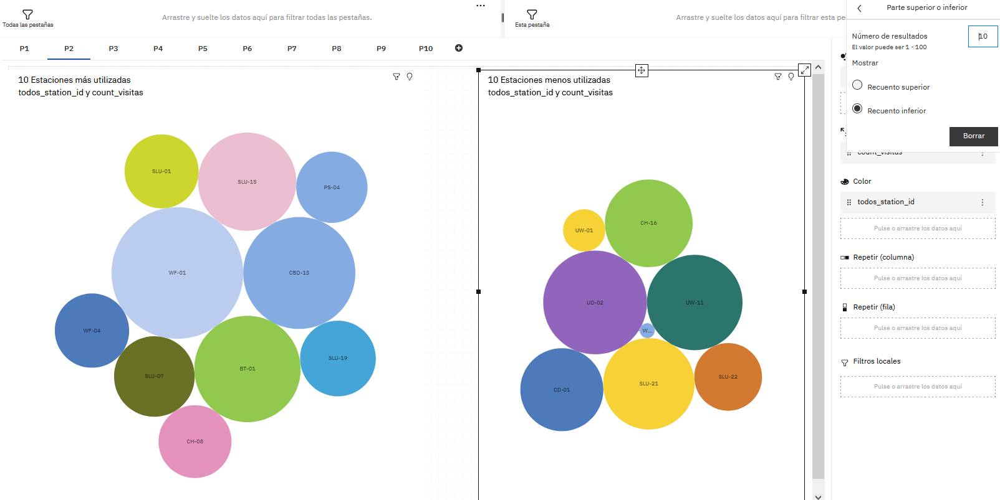 Todas las pestañas
Arrastre y suelte los datos aquí para filtrar todas las pestañas.
Esta pestaña
Arrastre y suelte los datos aquí para filtrar esta pe
P1
P2
P3
P4
P5
P6
P7
P8
P9
P10
10 Estaciones más utilizadas
todos_station_id y count_visitas
SLU-01
SLU-15
PS-04
WF-01
CBD-13
WF-04
SLU-07
BT-01
SLU-19
CH-08
10 Estaciones menos utilizadas
todos_station_id y count_visitas
UW-01
CH-16
UD-02
UW-11
W...
CD-01
SLU-21
SLU-22
Parte superior o inferior
Número de resultados
10
El valor puede ser 1 - 100
Mostrar
Recuento superior
Recuento inferior
Borrar
count_visitas
Color
todos_station_id
Pulse o arrastre los datos aquí
Repetir (columna)
Pulse o arrastre los datos aquí
Repetir (fila)
Pulse o arrastre los datos aquí
Filtros locales
Pulse o arrastre los datos aquí